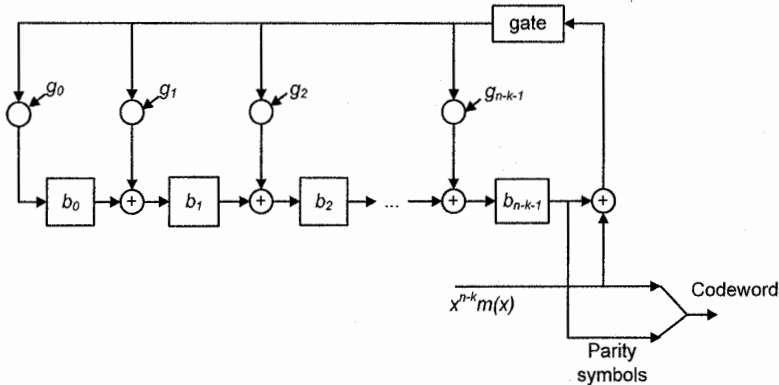 gate
g0
g1
g2
gn-k-1
b0
+
b1
+
b2
...
+
bn-k-1
+
x^n-k m(x)
Codeword
Parity
symbols